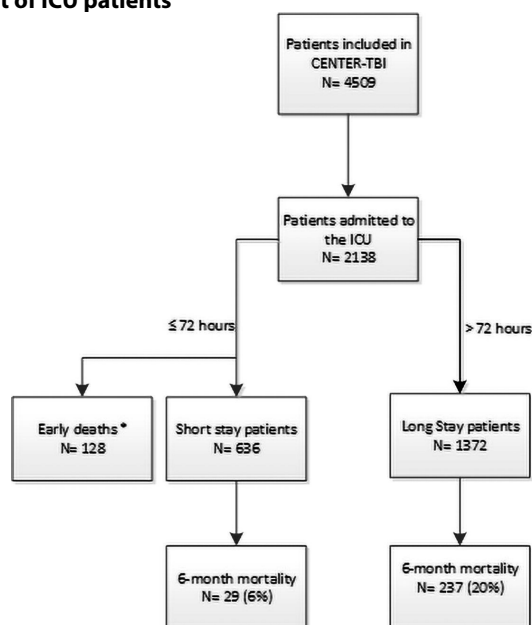 t of ICU patients
Patients included in
CENTER-TBI
N= 4509
Patients admitted to
the ICU
N= 2138
≤ 72 hours
> 72 hours
Early deaths *
N= 128
Short stay patients
N= 636
Long Stay patients
N= 1372
6-month mortality
N= 29 (6%)
6-month mortality
N= 237 (20%)